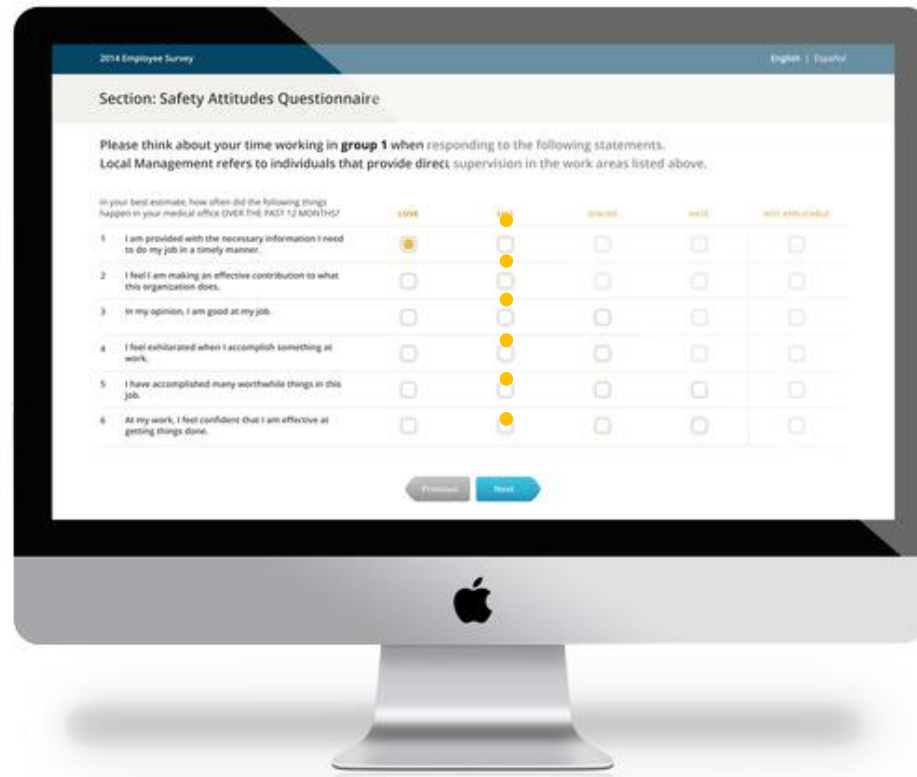 2014 Employee Survey
English | Español
Section: Safety Attitudes Questionnaire
Please think about your time working in group 1 when responding to the following statements.
Local Management refers to individuals that provide direct supervision in the work areas listed above.
In your best estimate, how often did the following things
happen in your medical office OVER THE PAST 12 MONTHS?
LOVE
DISLIKE
HATE
NOT APPLICABLE
1 I am provided with the necessary information I need
to do my job in a timely manner.
2 I feel I am making an effective contribution to what
this organization does.
3 In my opinion, I am good at my job.
4 I feel exhilarated when I accomplish something at
work.
5 I have accomplished many worthwhile things in this
job.
6 At my work, I feel confident that I am effective at
getting things done.
Previous
Next